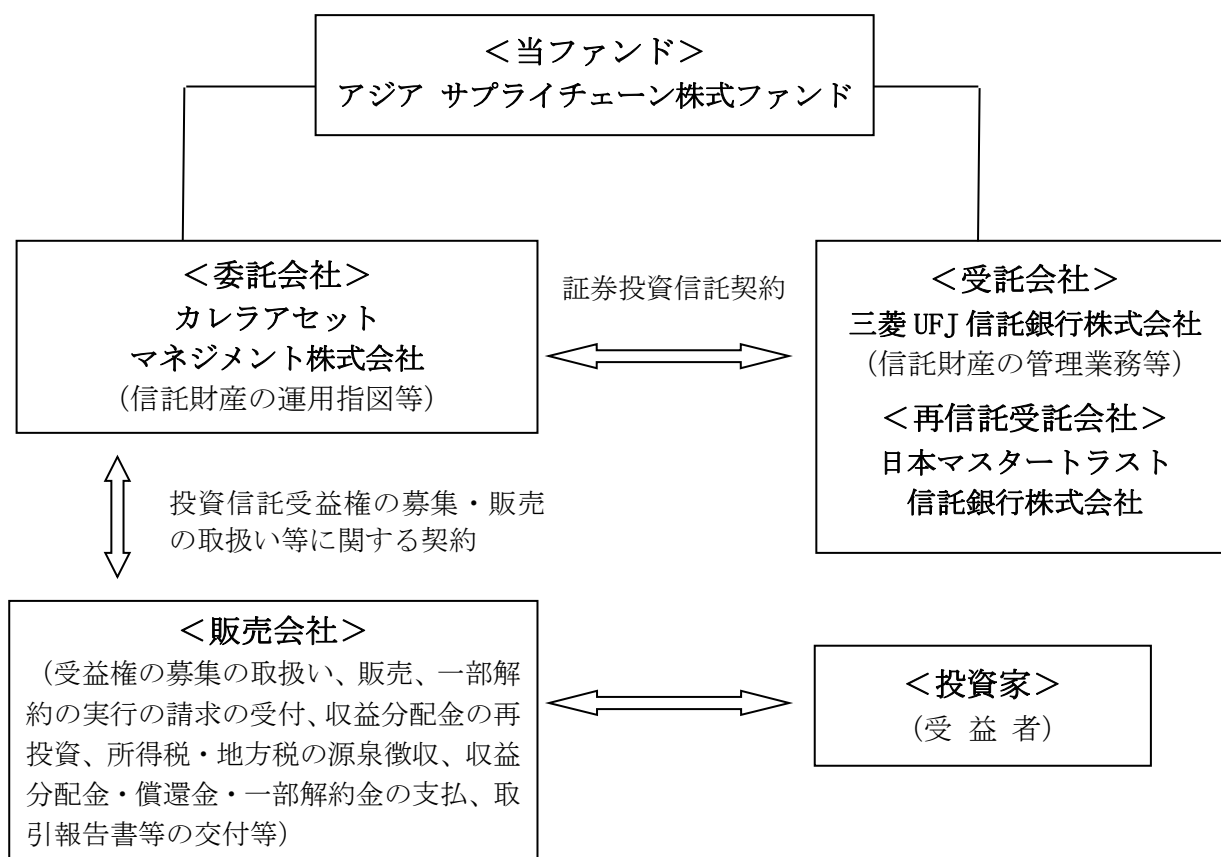 ＜当ファンド＞
アジア サプライチェーン株式ファンド
＜委託会社＞
カレラアセット
マネジメント株式会社
（信託財産の運用指図等）
証券投資信託契約
＜受託会社＞
三菱 UFJ 信託銀行株式会社
（信託財産の管理業務等）
＜再信託受託会社＞
日本マスタートラスト
信託銀行株式会社
投資信託受益権の募集・販売
の取扱い等に関する契約
＜販売会社＞
（受益権の募集の取扱い、販売、一部解
約の実行の請求の受付、収益分配金の再
投資、所得税・地方税の源泉徴収、収益
分配金・償還金・一部解約金の支払、取
引報告書等の交付等）
＜投資家＞
（受 益 者）